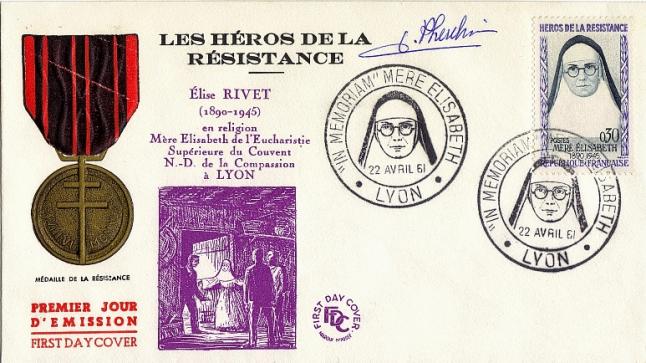 LES HÉROS DE LA
RÉSISTANCE
Élise RIVET
(1890-1945)
en religion
Mère Elisabeth de l'Eucharistie
Supérieure du Couvent
N.-D. de la Compassion
à LYON
MÉDAILLE DE LA RÉSISTANCE
PREMIER JOUR
D'EMISSION
FIRST DAY COVER
FIRST DAY COVER
FDC
"IN MEMORIAM" MERE ELISABETH
22 AVRIL 61
LYON
HEROS DE LA RESISTANCE
0,30
POSTES
MÈRE ÉLISABETH
1890-1945
RÉPUBLIQUE FRANÇAISE
"IN MEMORIAM" MERE ELISABETH
22 AVRIL 61
LYON